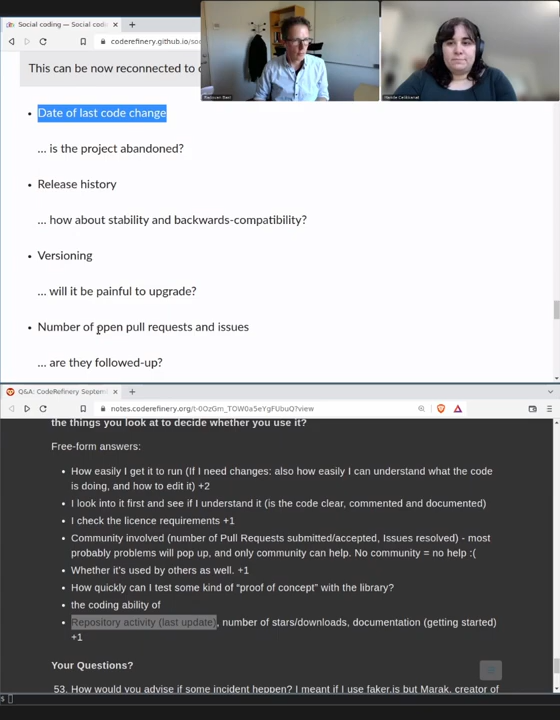 Social coding — Social codi
coderefinery.github.io/so
This can be now reconnected to
Date of last code change
... is the project abandoned?
Release history
... how about stability and backwards-compatibility?
Versioning
... will it be painful to upgrade?
Number of open pull requests and issues
... are they followed-up?
Q&A: CodeRefinery Septem
notes.coderefinery.org/t-0OzGm_TOW0a5eYgFUbuQ?view
the things you look at to decide whether you use it?
Free-form answers:
How easily I get it to run (If I need changes: also how easily I can understand what the code
is doing, and how to edit it) +2
I look into it first and see if I understand it (is the code clear, commented and documented)
I check the licence requirements +1
Community involved (number of Pull Requests submitted/accepted, Issues resolved) - most
probably problems will pop up, and only community can help. No community = no help :(
Whether it's used by others as well. +1
How quickly can I test some kind of “proof of concept” with the library?
the coding ability of
Repository activity (last update), number of stars/downloads, documentation (getting started)
+1
Your Questions?
53. How would you advise if some incident heppen? I meant if I use faker.js but Marak, creator of
$